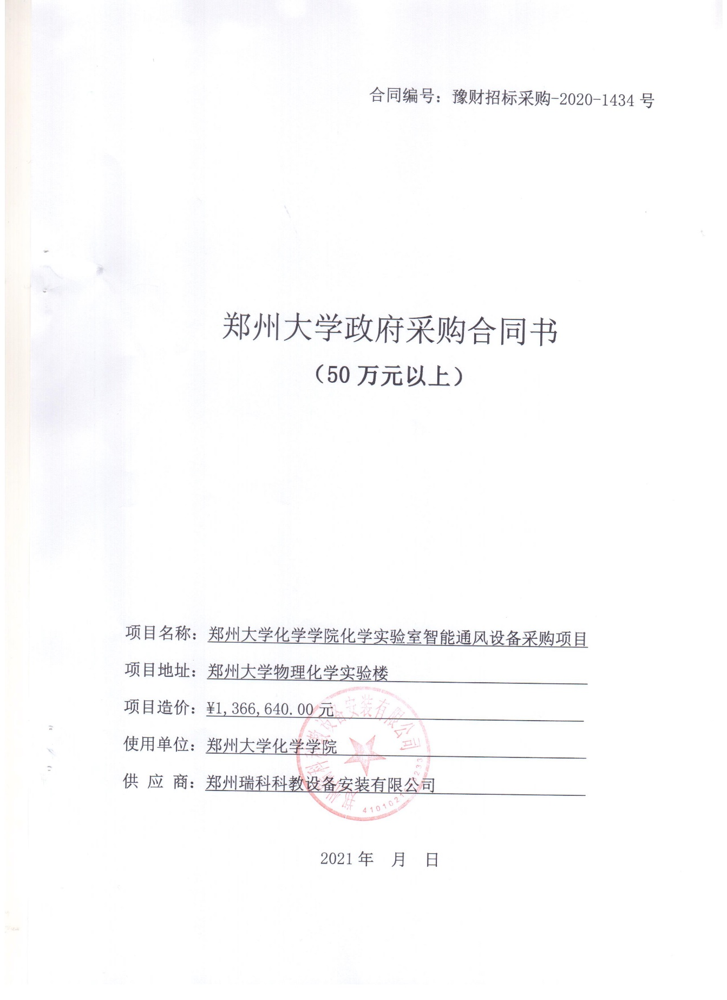 合同编号：豫财招标采购-2020-1434 号
郑州大学政府采购合同书
（50 万元以上）
项目名称：郑州大学化学学院化学实验室智能通风设备采购项目
项目地址：郑州大学物理化学实验楼
项目造价：¥1,366,640.00 元
使用单位：郑州大学化学学院
供 应 商：郑州瑞科科教设备安装有限公司
郑州瑞科科教设备安装有限公司
2021 年 月 日